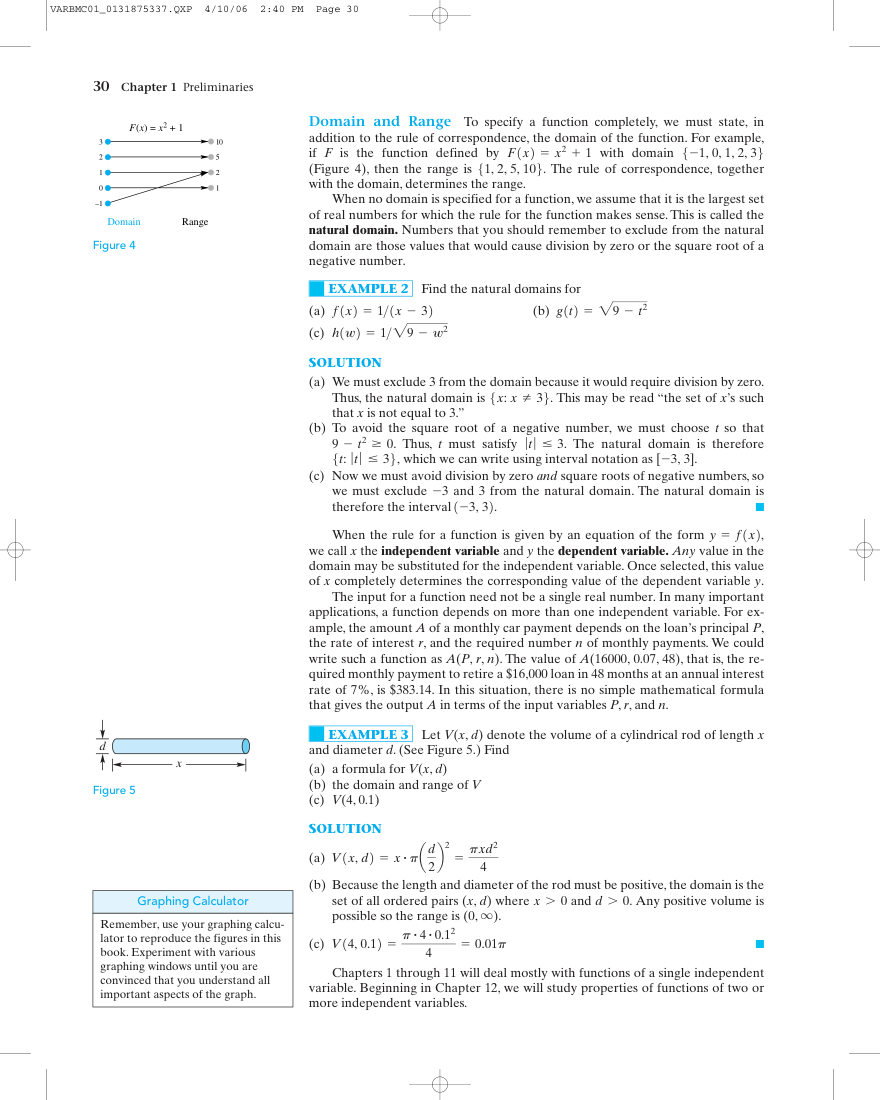 VARBMC01_0131875337.QXP 4/10/06 2:40 PM Page 30
30 Chapter 1 Preliminaries
F(x) = x² + 1
3 10
2 5
1 2
0 1
–1
Domain Range
Figure 4
Domain and Range To specify a function completely, we must state, in
addition to the rule of correspondence, the domain of the function. For example,
if F is the function defined by F(x) = x² + 1 with domain {−1, 0, 1, 2, 3}
(Figure 4), then the range is {1, 2, 5, 10}. The rule of correspondence, together
with the domain, determines the range.
When no domain is specified for a function, we assume that it is the largest set
of real numbers for which the rule for the function makes sense. This is called the
natural domain. Numbers that you should remember to exclude from the natural
domain are those values that would cause division by zero or the square root of a
negative number.
EXAMPLE 2 Find the natural domains for
(a) f(x) = 1/(x − 3) (b) g(t) = √9 − t²
(c) h(w) = 1/√9 − w²
SOLUTION
(a) We must exclude 3 from the domain because it would require division by zero.
Thus, the natural domain is {x: x ≠ 3}. This may be read “the set of x’s such
that x is not equal to 3.”
(b) To avoid the square root of a negative number, we must choose t so that
9 − t² ≥ 0. Thus, t must satisfy |t| ≤ 3. The natural domain is therefore
{t: |t| ≤ 3}, which we can write using interval notation as [−3, 3].
(c) Now we must avoid division by zero and square roots of negative numbers, so
we must exclude −3 and 3 from the natural domain. The natural domain is
therefore the interval (−3, 3).
When the rule for a function is given by an equation of the form y = f(x),
we call x the independent variable and y the dependent variable. Any value in the
domain may be substituted for the independent variable. Once selected, this value
of x completely determines the corresponding value of the dependent variable y.
The input for a function need not be a single real number. In many important
applications, a function depends on more than one independent variable. For ex-
ample, the amount A of a monthly car payment depends on the loan’s principal P,
the rate of interest r, and the required number n of monthly payments. We could
write such a function as A(P, r, n). The value of A(16000, 0.07, 48), that is, the re-
quired monthly payment to retire a $16,000 loan in 48 months at an annual interest
rate of 7%, is $383.14. In this situation, there is no simple mathematical formula
that gives the output A in terms of the input variables P, r, and n.
d
x
Figure 5
EXAMPLE 3 Let V(x, d) denote the volume of a cylindrical rod of length x
and diameter d. (See Figure 5.) Find
(a) a formula for V(x, d)
(b) the domain and range of V
(c) V(4, 0.1)
SOLUTION
(a) V(x, d) = x · π(d/2)² = πxd²/4
(b) Because the length and diameter of the rod must be positive, the domain is the
set of all ordered pairs (x, d) where x > 0 and d > 0. Any positive volume is
possible so the range is (0, ∞).
(c) V(4, 0.1) = π · 4 · 0.1²/4 = 0.01π
Chapters 1 through 11 will deal mostly with functions of a single independent
variable. Beginning in Chapter 12, we will study properties of functions of two or
more independent variables.
Graphing Calculator
Remember, use your graphing calcu-
lator to reproduce the figures in this
book. Experiment with various
graphing windows until you are
convinced that you understand all
important aspects of the graph.